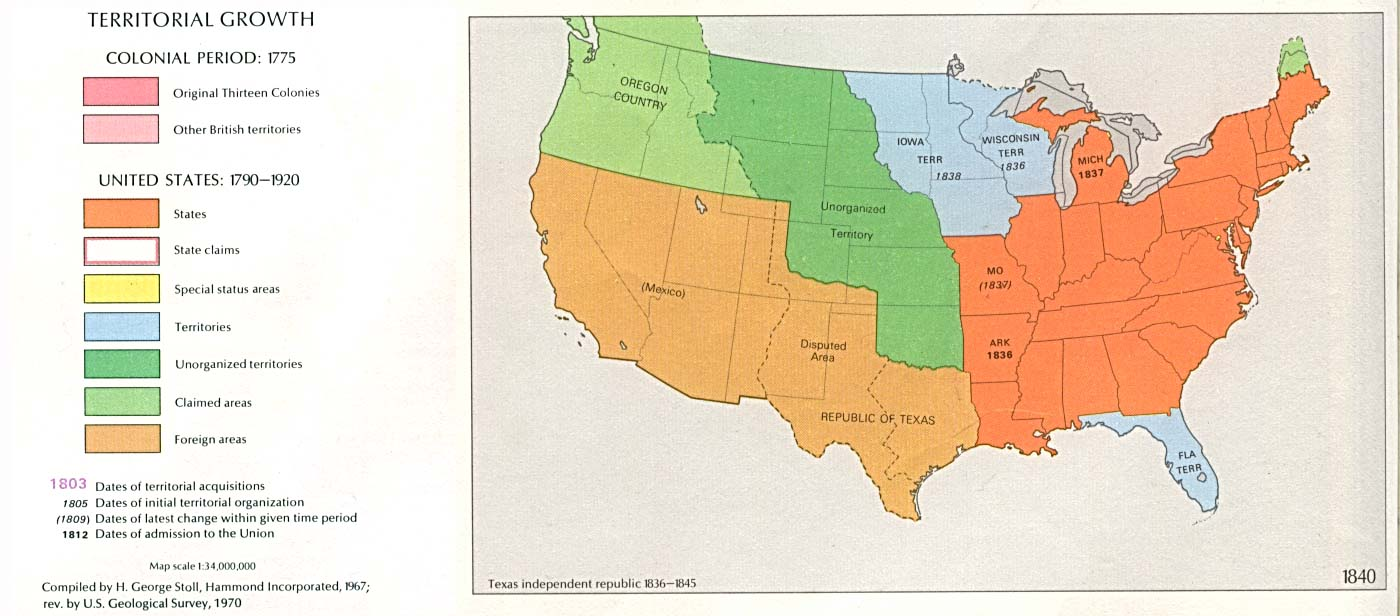 TERRITORIAL GROWTH
COLONIAL PERIOD: 1775
Original Thirteen Colonies
Other British territories
UNITED STATES: 1790–1920
States
State claims
Special status areas
Territories
Unorganized territories
Claimed areas
Foreign areas
1803 Dates of territorial acquisitions
1805 Dates of initial territorial organization
(1809) Dates of latest change within given time period
1812 Dates of admission to the Union
Map scale 1:34,000,000
Compiled by H. George Stoll, Hammond Incorporated, 1967;
rev. by U.S. Geological Survey, 1970
OREGON
COUNTRY
IOWA
TERR
1838
WISCONSIN
TERR
1836
MICH
1837
Unorganized
Territory
MO
(1837)
(Mexico)
Disputed
Area
ARK
1836
REPUBLIC OF TEXAS
FLA
TERR
Texas independent republic 1836–1845
1840